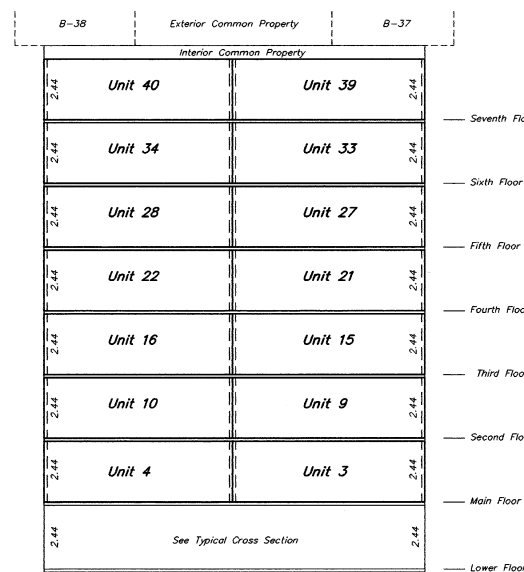 B-38 Exterior Common Property B-37
Interior Common Property
2.44 Unit 40 Unit 39 2.44
Seventh Flo
2.44 Unit 34 Unit 33 2.44
Sixth Floor
2.44 Unit 28 Unit 27 2.44
Fifth Floor
2.44 Unit 22 Unit 21 2.44
Fourth Floo
2.44 Unit 16 Unit 15 2.44
Third Floo
2.44 Unit 10 Unit 9 2.44
Second Flo
2.44 Unit 4 Unit 3 2.44
Main Floor
2.44 See Typical Cross Section 2.44
Lower Floor